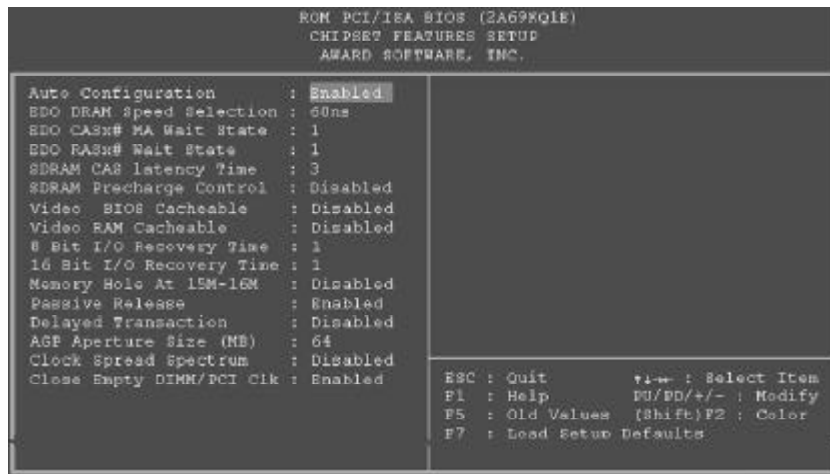 ROM PCI/ISA BIOS (2A69KQ1E)
CHIPSET FEATURES SETUP
AWARD SOFTWARE, INC.
Auto Configuration : Enabled
EDO DRAM Speed Selection : 60ns
EDO CASx# MA Wait State : 1
EDO RASx# Wait State : 1
SDRAM CAS latency Time : 3
SDRAM Precharge Control : Disabled
Video BIOS Cacheable : Disabled
Video RAM Cacheable : Disabled
8 Bit I/O Recovery Time : 1
16 Bit I/O Recovery Time : 1
Memory Hole At 15M-16M : Disabled
Passive Release : Enabled
Delayed Transaction : Disabled
AGP Aperture Size (MB) : 64
Clock Spread Spectrum : Disabled
Close Empty DIMM/PCI Clk : Enabled
ESC : Quit ↑↓→← : Select Item
F1 : Help PU/PD/+/- : Modify
F5 : Old Values (Shift)F2 : Color
F7 : Load Setup Defaults